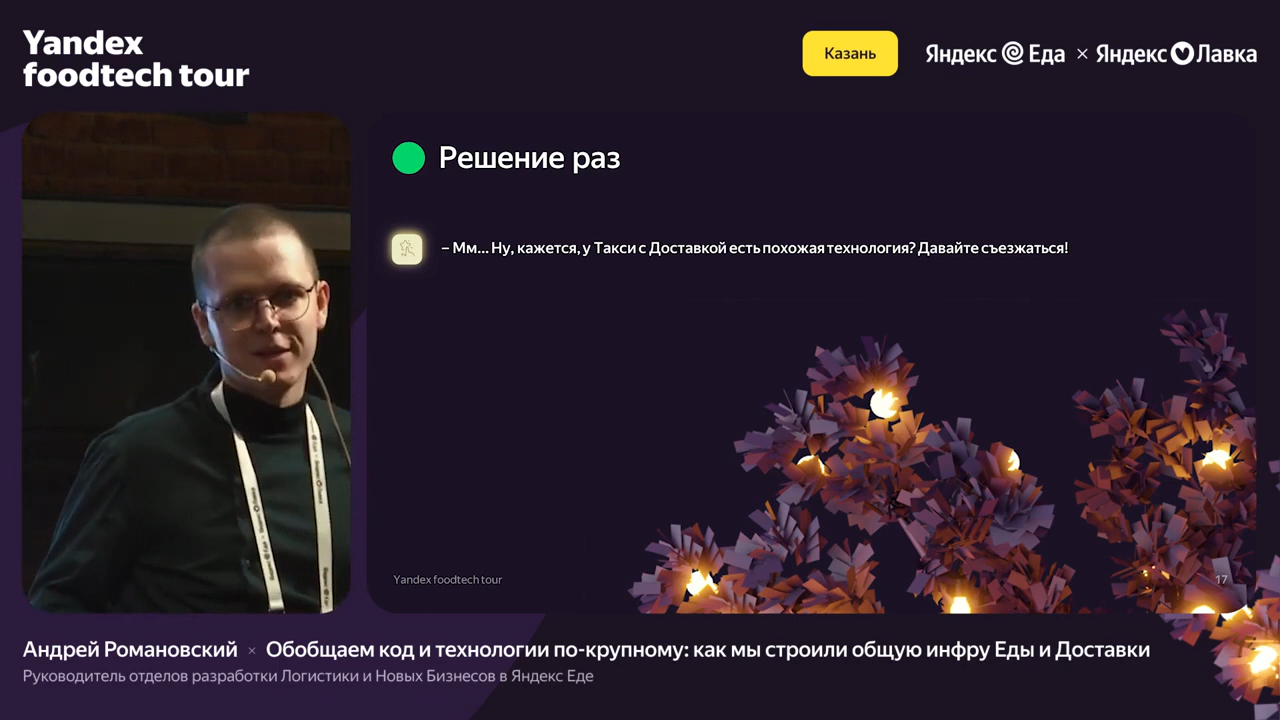 Yandex
foodtech tour
Казань
Яндекс Еда × Яндекс Лавка
Решение раз
– Мм... Ну, кажется, у Такси с Доставкой есть похожая технология? Давайте съезжаться!
Yandex foodtech tour
17
Андрей Романовский × Обобщаем код и технологии по-крупному: как мы строили общую инфру Еды и Доставки
Руководитель отделов разработки Логистики и Новых Бизнесов в Яндекс Еде